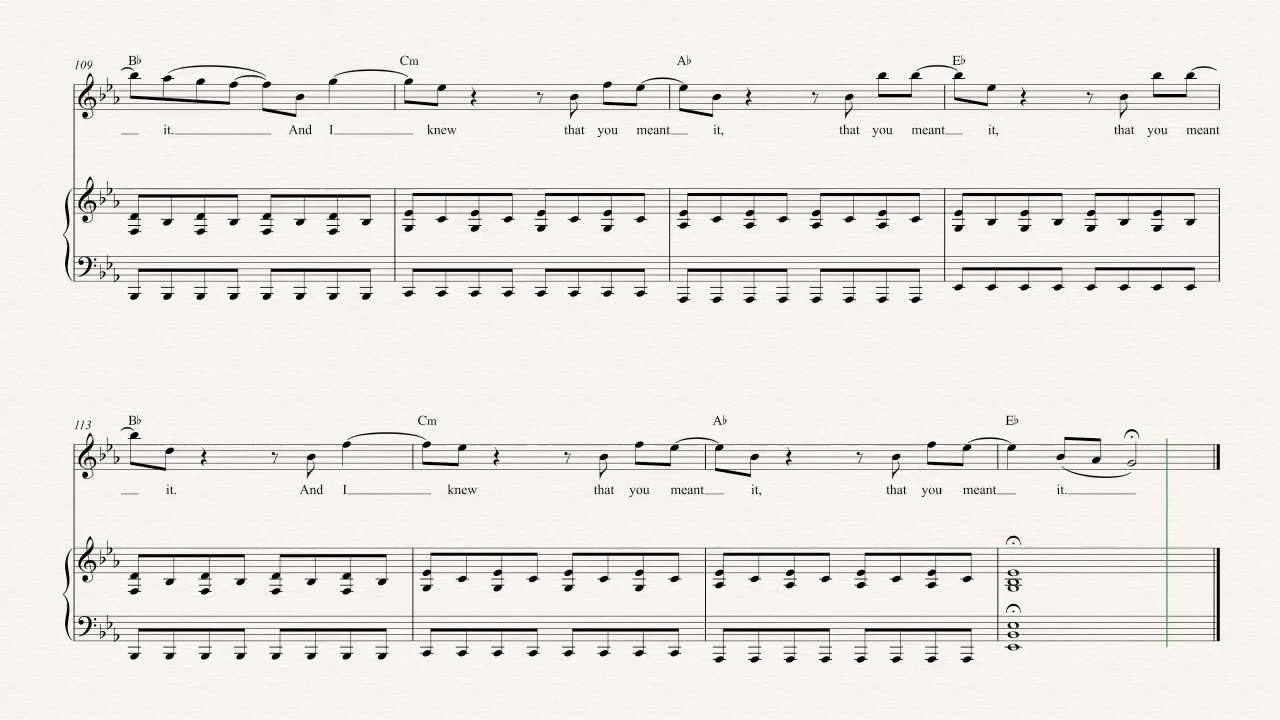 109 B♭ Cm A♭ E♭
it. And I knew that you meant it, that you meant it, that you meant
113 B♭ Cm A♭ E♭
it. And I knew that you meant it, that you meant it.